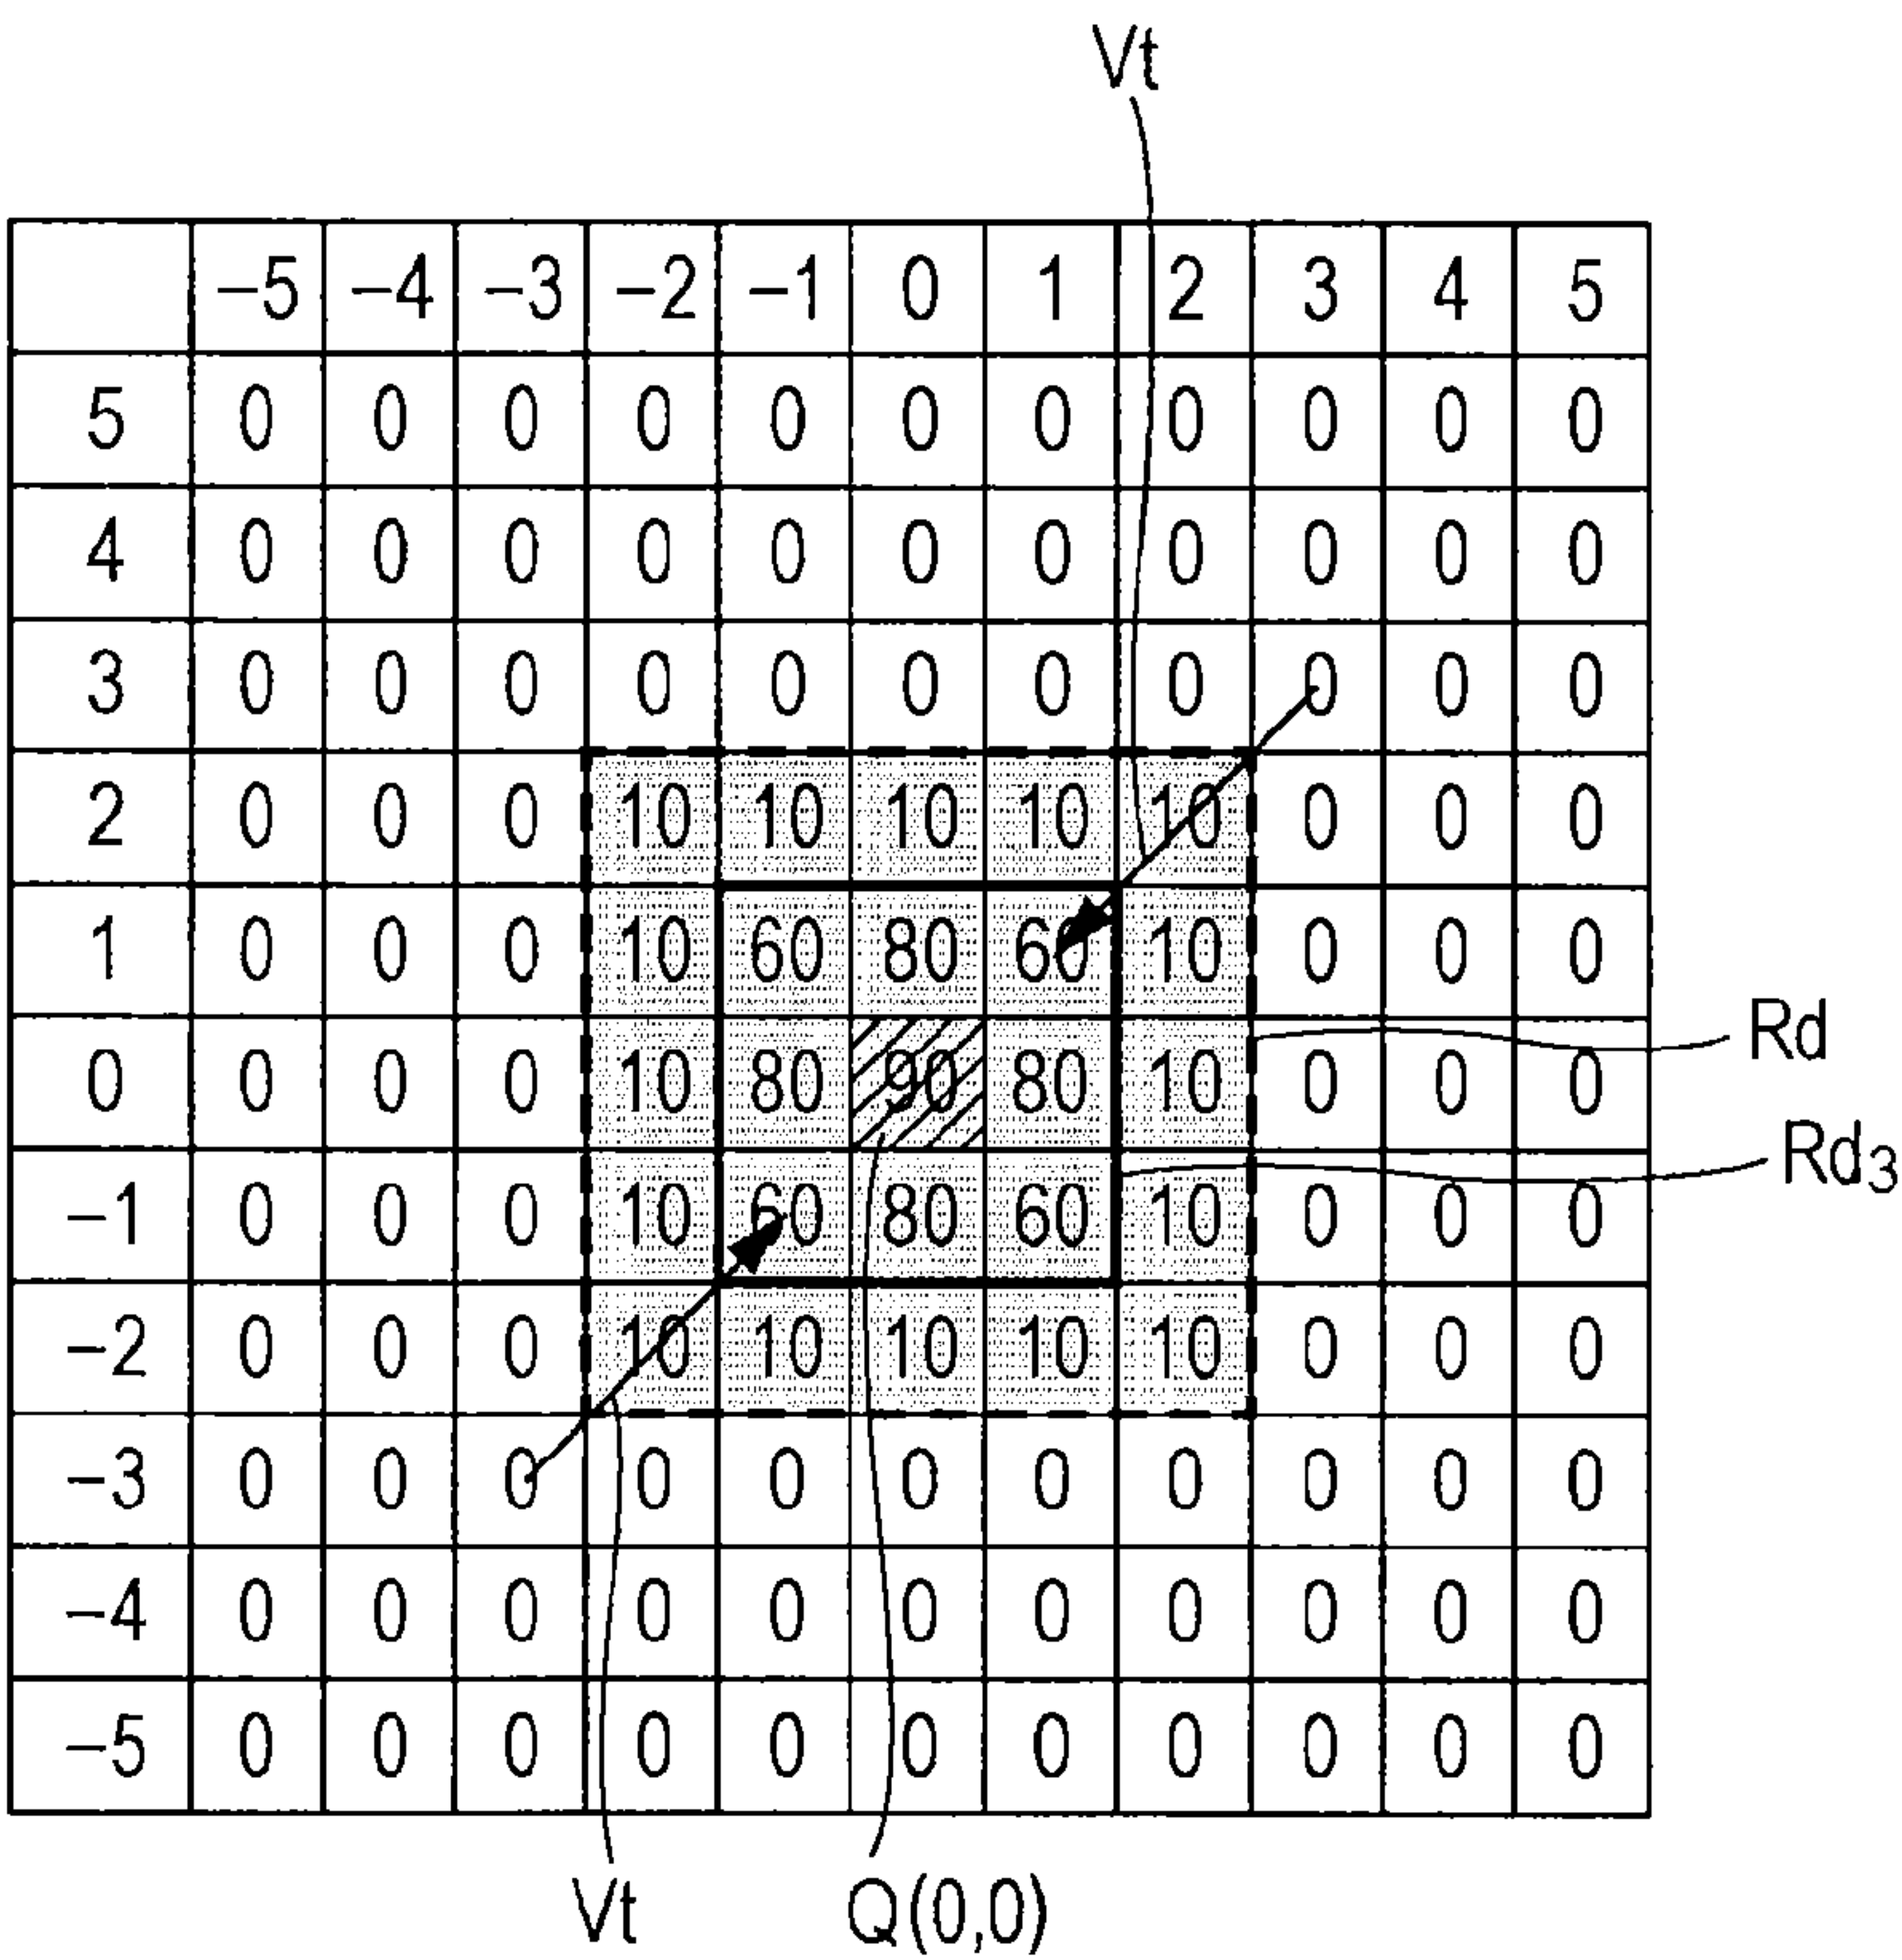 Vt
−5 −4 −3 −2 −1 0 1 2 3 4 5
5 0 0 0 0 0 0 0 0 0 0 0
4 0 0 0 0 0 0 0 0 0 0 0
3 0 0 0 0 0 0 0 0 0 0 0
2 0 0 0 10 10 10 10 10 0 0 0
1 0 0 0 10 60 80 60 10 0 0 0
0 0 0 0 10 80 90 80 10 0 0 0
Rd
−1 0 0 0 10 60 80 60 10 0 0 0
Rd3
−2 0 0 0 10 10 10 10 10 0 0 0
−3 0 0 0 0 0 0 0 0 0 0 0
−4 0 0 0 0 0 0 0 0 0 0 0
−5 0 0 0 0 0 0 0 0 0 0 0
Vt
Q(0,0)